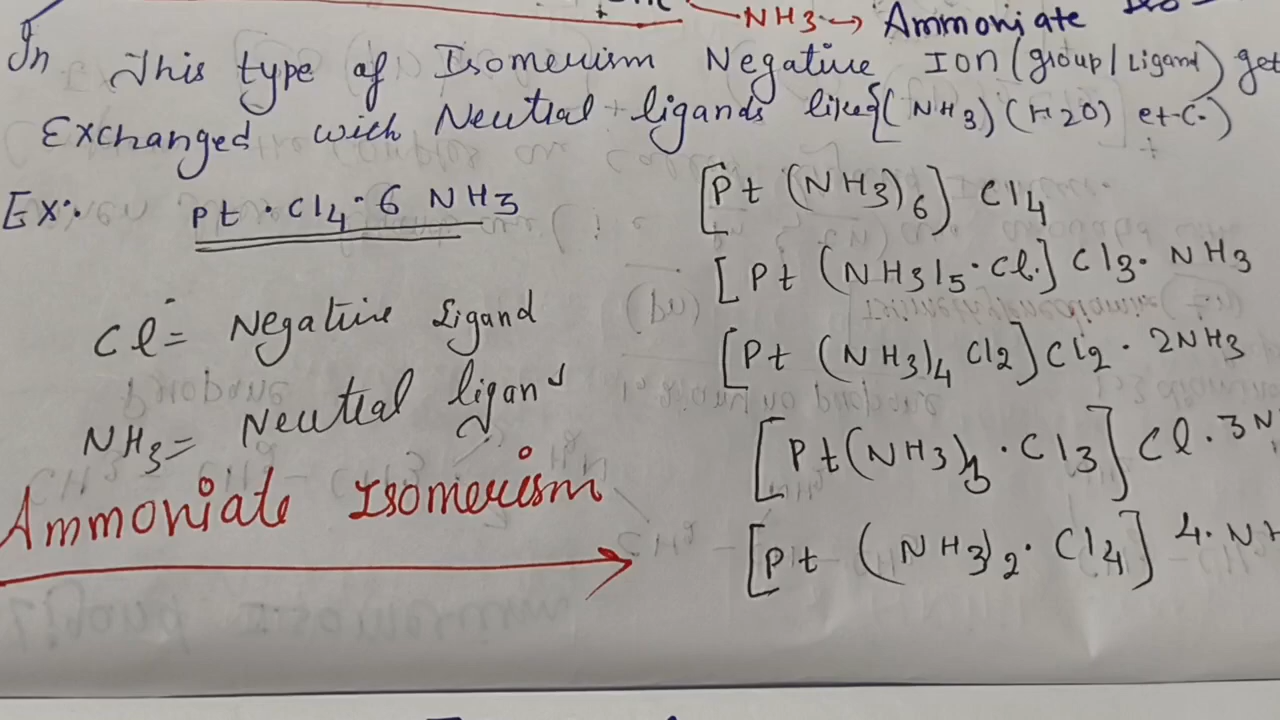 NH3 → Ammoniate
In This type of Isomerism Negative Ion (group/Ligand) get
Exchanged with Neutral ligands like {(NH3) (H2O) etc.)
Ex:. Pt · Cl4 · 6 NH3
[Pt (NH3)6] Cl4
[Pt (NH3)5 · Cl.] Cl3 · NH3
Cl⁻ = Negative Ligand
[Pt (NH3)4 Cl2] Cl2 · 2NH3
NH3 = Neutral ligand
[Pt (NH3)3 · Cl3] Cl · 3N
Ammoniate Isomerism
[Pt (NH3)2 · Cl4] 4 · NH